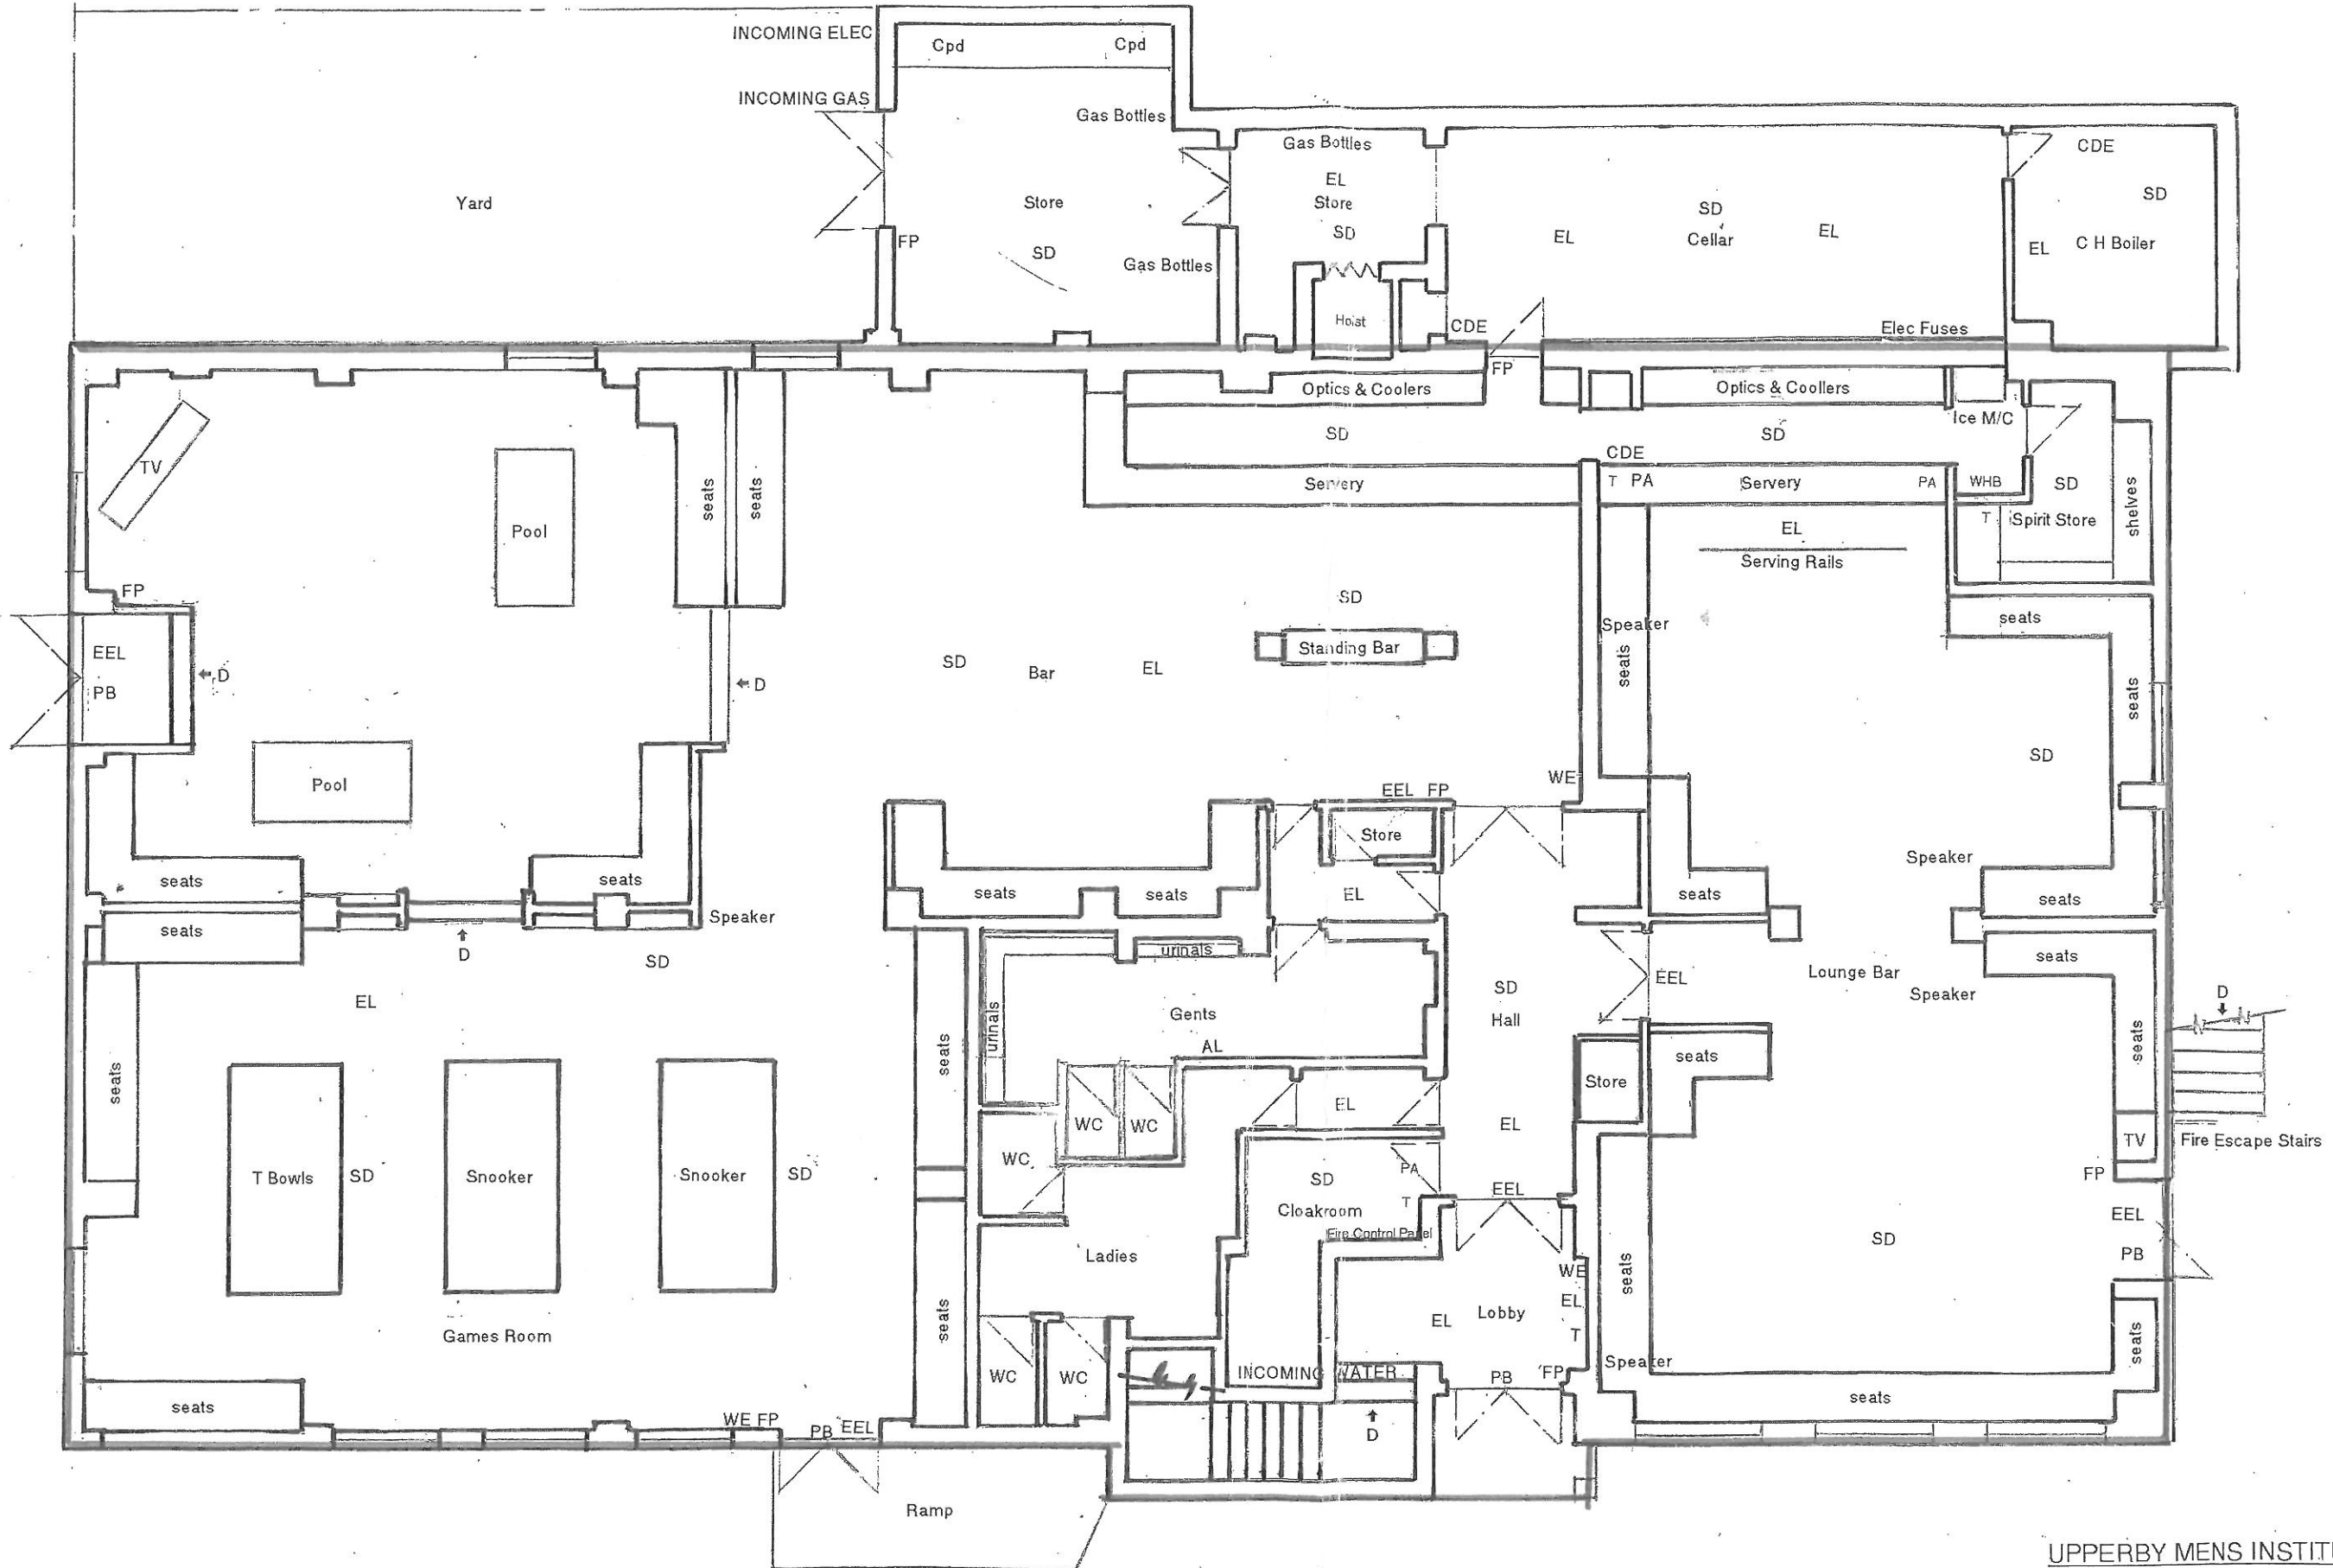 INCOMING ELEC
Cpd
Cpd
INCOMING GAS
Gas Bottles
Gas Bottles
CDE
EL
SD
Yard
Store
Store
SD
SD
FP
SD
EL
Cellar
EL
EL
C H Boiler
SD
Gas Bottles
Hoist
CDE
Elec Fuses
FP
Optics & Coolers
Optics & Coollers
Ice M/C
SD
SD
TV
CDE
Servery
T PA
Servery
PA
WHB
SD
seats
seats
shelves
Pool
EL
T
Spirit Store
Serving Rails
FP
SD
Speaker
seats
EEL
Standing Bar
seats
SD
Bar
EL
D
D
PB
seats
SD
WE
Pool
EEL FP
Store
Speaker
seats
seats
seats
seats
EL
seats
seats
Speaker
seats
urinals
seats
D
SD
Lounge Bar
EEL
Speaker
SD
EL
Hall
D
Gents
urinals
AL
seats
seats
seats
seats
Store
EL
WC
WC
EL
TV
Fire Escape Stairs
WC
T Bowls
SD
Snooker
Snooker
SD
PA
SD
FP
EEL
T
Cloakroom
EEL
Fire Control Panel
SD
PB
Ladies
WE
seats
EL
Lobby
EL
seats
T
Games Room
seats
Speaker
WC
WC
INCOMING WATER
FP
PB
seats
seats
WE FP
PB
EEL
D
Ramp
UPPERBY MENS INSTIT